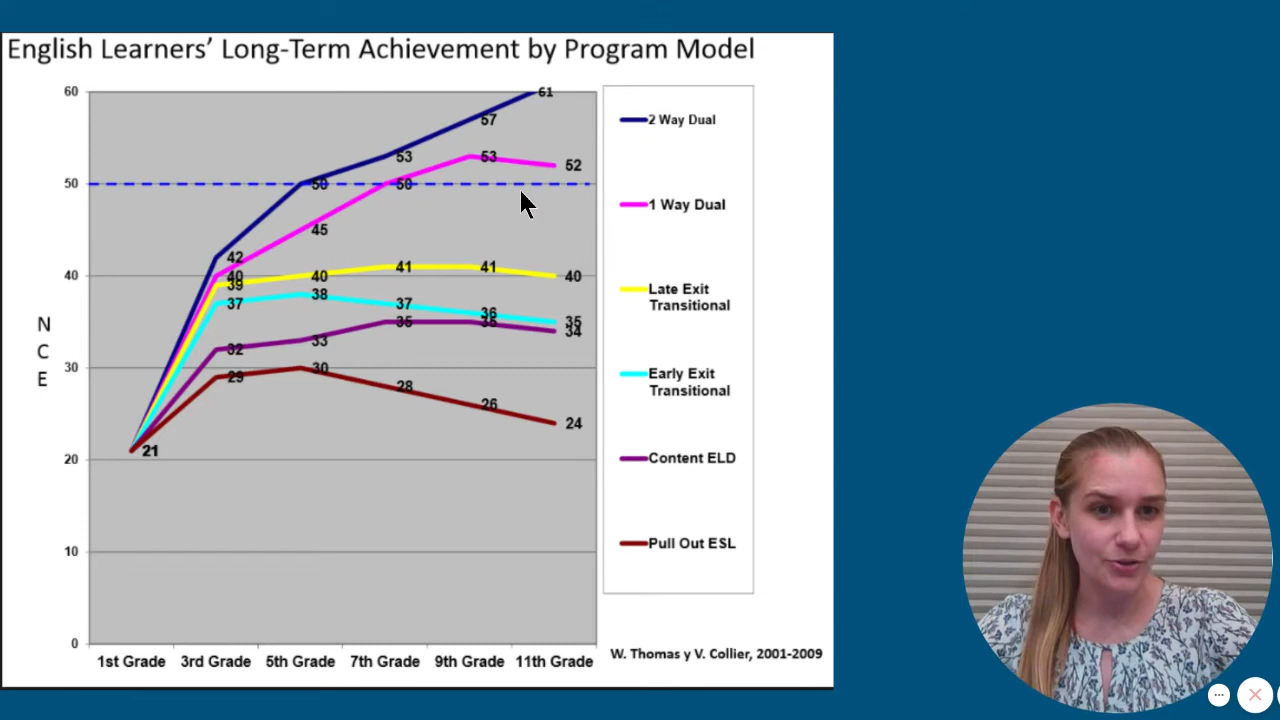 English Learners' Long-Term Achievement by Program Model
60
50
40
30
20
10
0
N
C
E
61
57
53
53
52
50
50
45
42
40
39
37
40
41
41
40
38
37
36
35
32
33
35
35
34
29
30
28
26
24
21
1st Grade 3rd Grade 5th Grade 7th Grade 9th Grade 11th Grade
2 Way Dual
1 Way Dual
Late Exit
Transitional
Early Exit
Transitional
Content ELD
Pull Out ESL
W. Thomas y V. Collier, 2001-2009